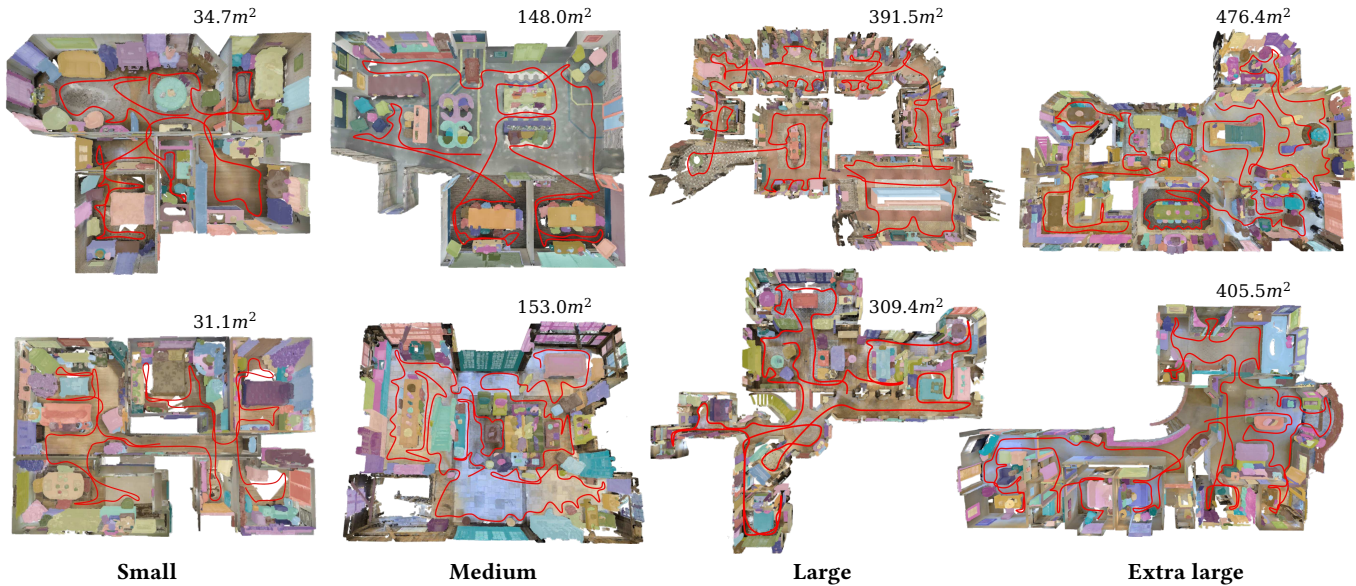 34.7m²
148.0m²
391.5m²
476.4m²
31.1m²
153.0m²
309.4m²
405.5m²
Small
Medium
Large
Extra large